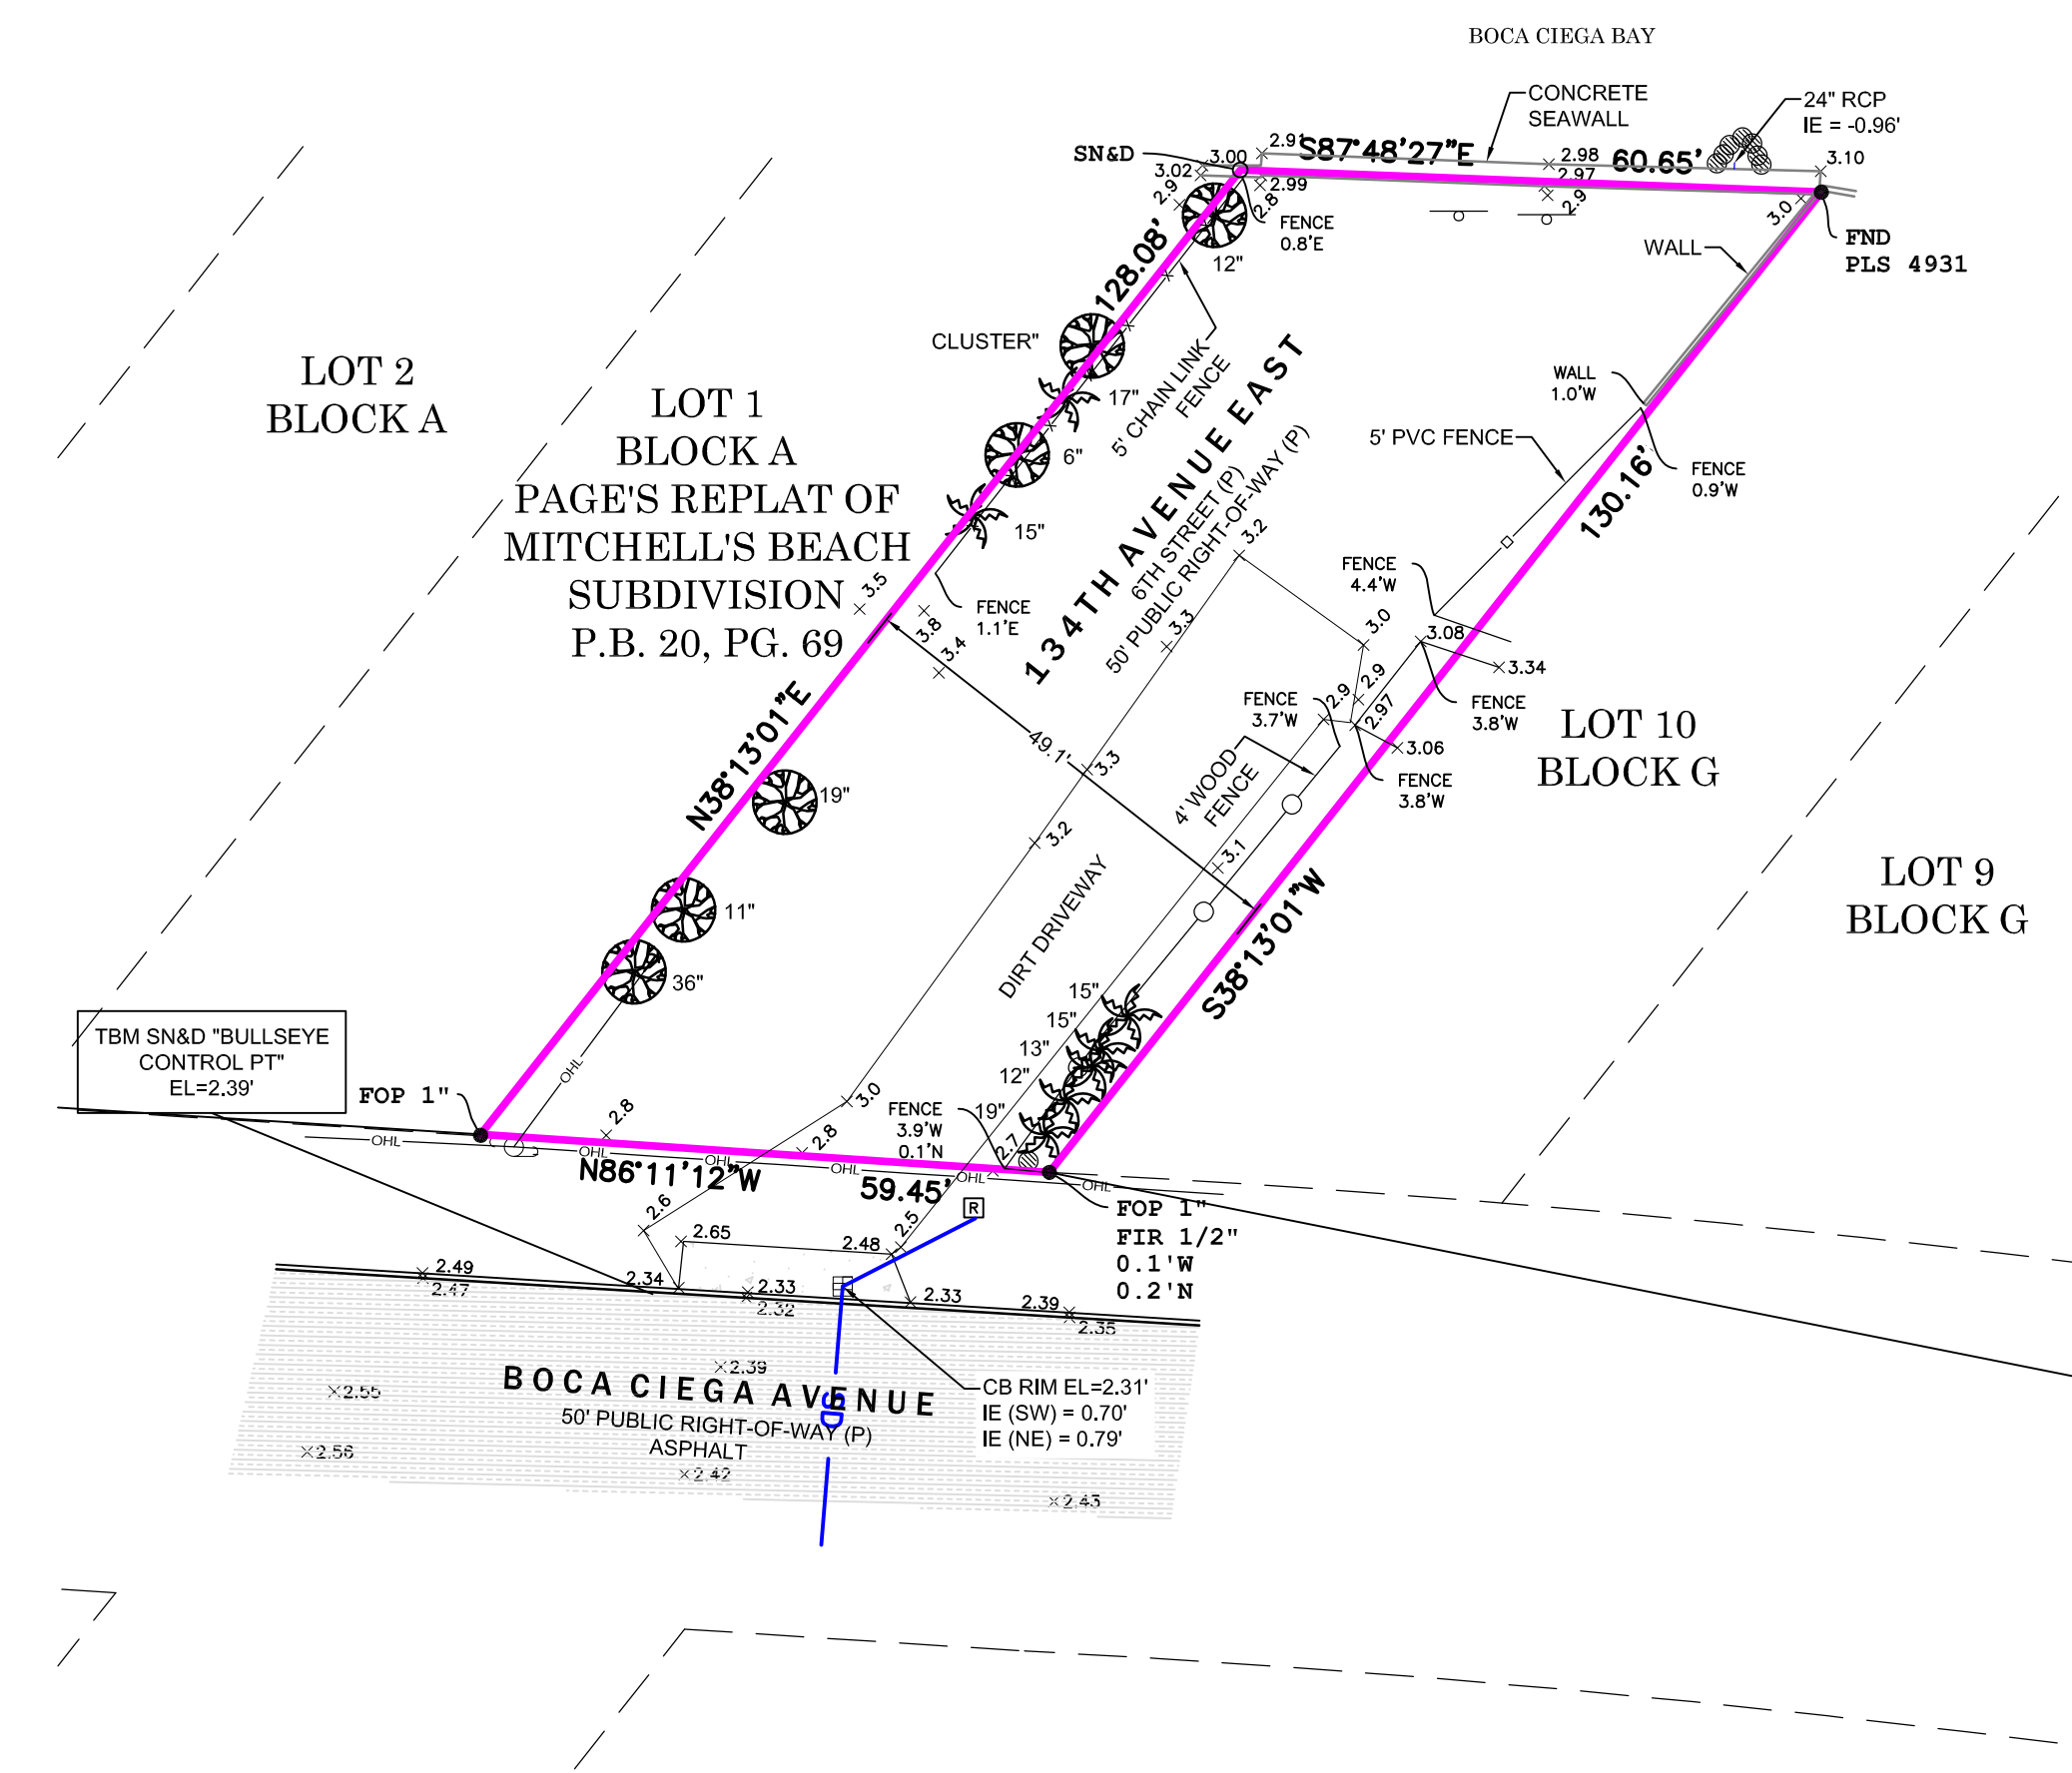 BOCA CIEGA BAY
CONCRETE
SEAWALL
24" RCP
IE = -0.96'
SN&D
3.00
2.91
S87°48'27"E
2.98
60.65'
3.10
3.02
2.99
2.97
2.9
2.9
2.8
3.0
FENCE
0.8'E
12"
WALL
FND
PLS 4931
128.08'
CLUSTER"
17"
6"
15"
5' CHAIN LINK
FENCE
134TH AVENUE EAST
6TH STREET (P)
50' PUBLIC RIGHT-OF-WAY (P)
WALL
1.0'W
5' PVC FENCE
FENCE
0.9'W
130.16'
LOT 2
BLOCK A
LOT 1
BLOCK A
PAGE'S REPLAT OF
MITCHELL'S BEACH
SUBDIVISION
P.B. 20, PG. 69
3.5
3.8
3.4
FENCE
1.1'E
3.2
3.3
3.0
FENCE
4.4'W
3.08
3.34
2.9
2.9
2.97
FENCE
3.8'W
FENCE
3.7'W
3.06
FENCE
3.8'W
LOT 10
BLOCK G
LOT 9
BLOCK G
N38°13'01"E
49.1'
3.3
4' WOOD
FENCE
19"
3.2
3.1
11"
36"
DIRT DRIVEWAY
S38°13'01"W
15"
15"
13"
12"
19"
TBM SN&D "BULLSEYE
CONTROL PT"
EL=2.39'
FOP 1"
OHL
2.8
3.0
2.8
FENCE
3.9'W
0.1'N
2.7
OHL
OHL
OHL
OHL
OHL
OHL
N86°11'12"W
59.45'
FOP 1"
FIR 1/2"
0.1'W
0.2'N
R
2.6
2.65
2.48
2.5
2.49
2.47
2.34
2.33
2.32
2.33
2.39
2.35
2.39
2.55
BOCA CIEGA AVENUE
SD
50' PUBLIC RIGHT-OF-WAY (P)
ASPHALT
2.56
2.42
2.43
CB RIM EL=2.31'
IE (SW) = 0.70'
IE (NE) = 0.79'